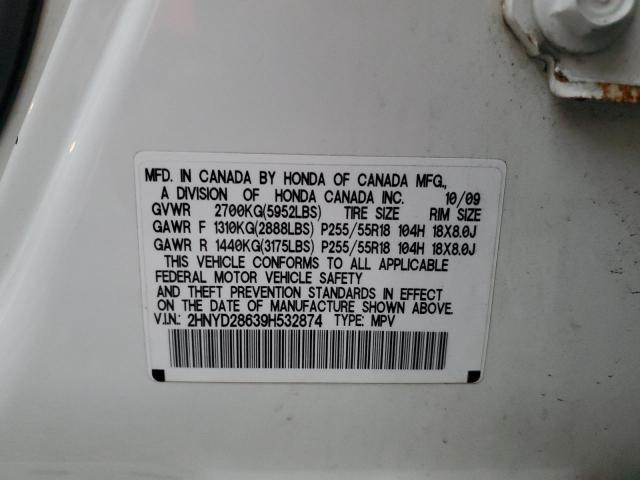 MFD. IN CANADA BY HONDA OF CANADA MFG.,
A DIVISION OF HONDA CANADA INC. 10/09
GVWR 2700KG(5952LBS) TIRE SIZE RIM SIZE
GAWR F 1310KG(2888LBS) P255/55R18 104H 18X8.0J
GAWR R 1440KG(3175LBS) P255/55R18 104H 18X8.0J
THIS VEHICLE CONFORMS TO ALL APPLICABLE
FEDERAL MOTOR VEHICLE SAFETY
AND THEFT PREVENTION STANDARDS IN EFFECT
ON THE DATE OF MANUFACTURE SHOWN ABOVE.
V.I.N.: 2HNYD28639H532874 TYPE: MPV